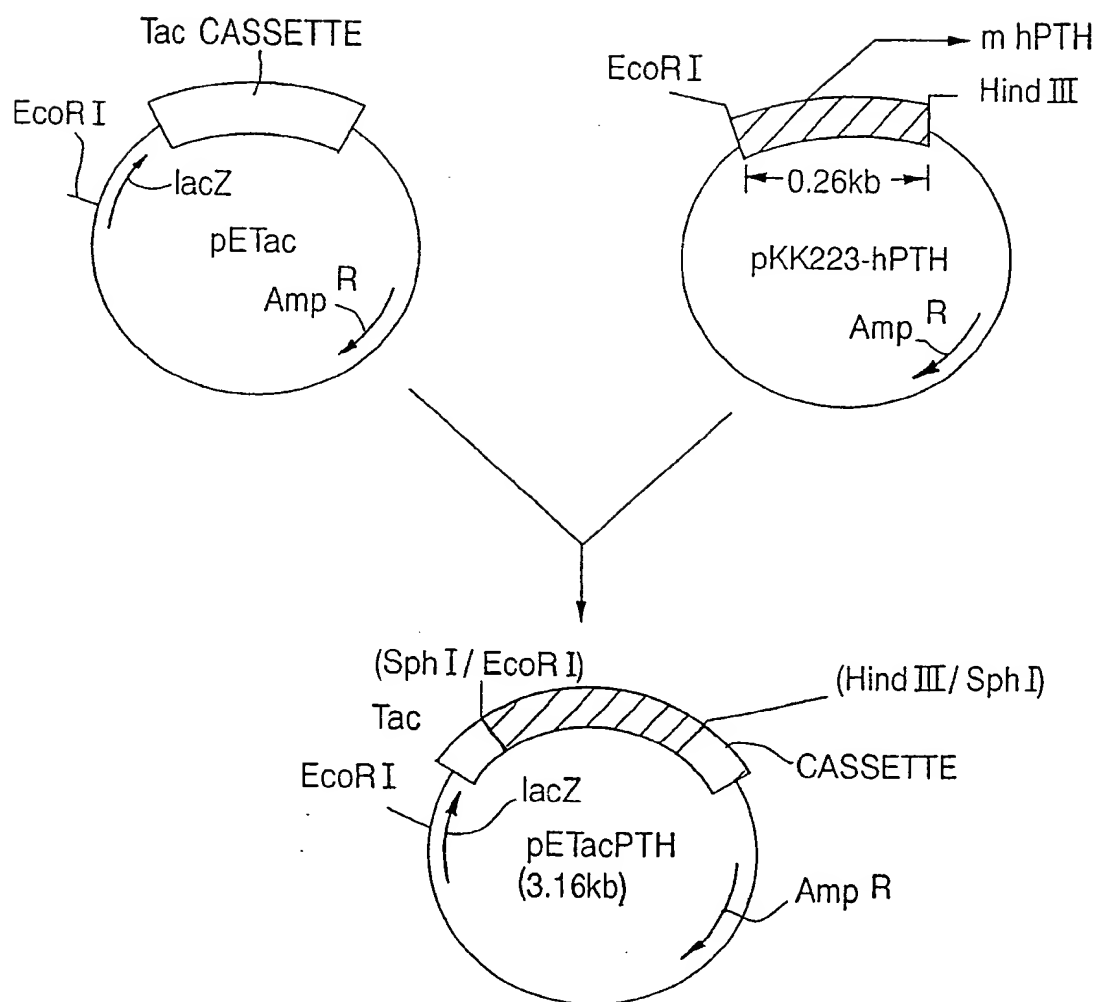 Tac CASSETTE
EcoR I
lacZ
pETac
Amp R
m hPTH
EcoR I
Hind III
0.26kb
pKK223-hPTH
Amp R
(Sph I / EcoR I)
(Hind III / Sph I)
Tac
CASSETTE
EcoR I
lacZ
pETacPTH
(3.16kb)
Amp R